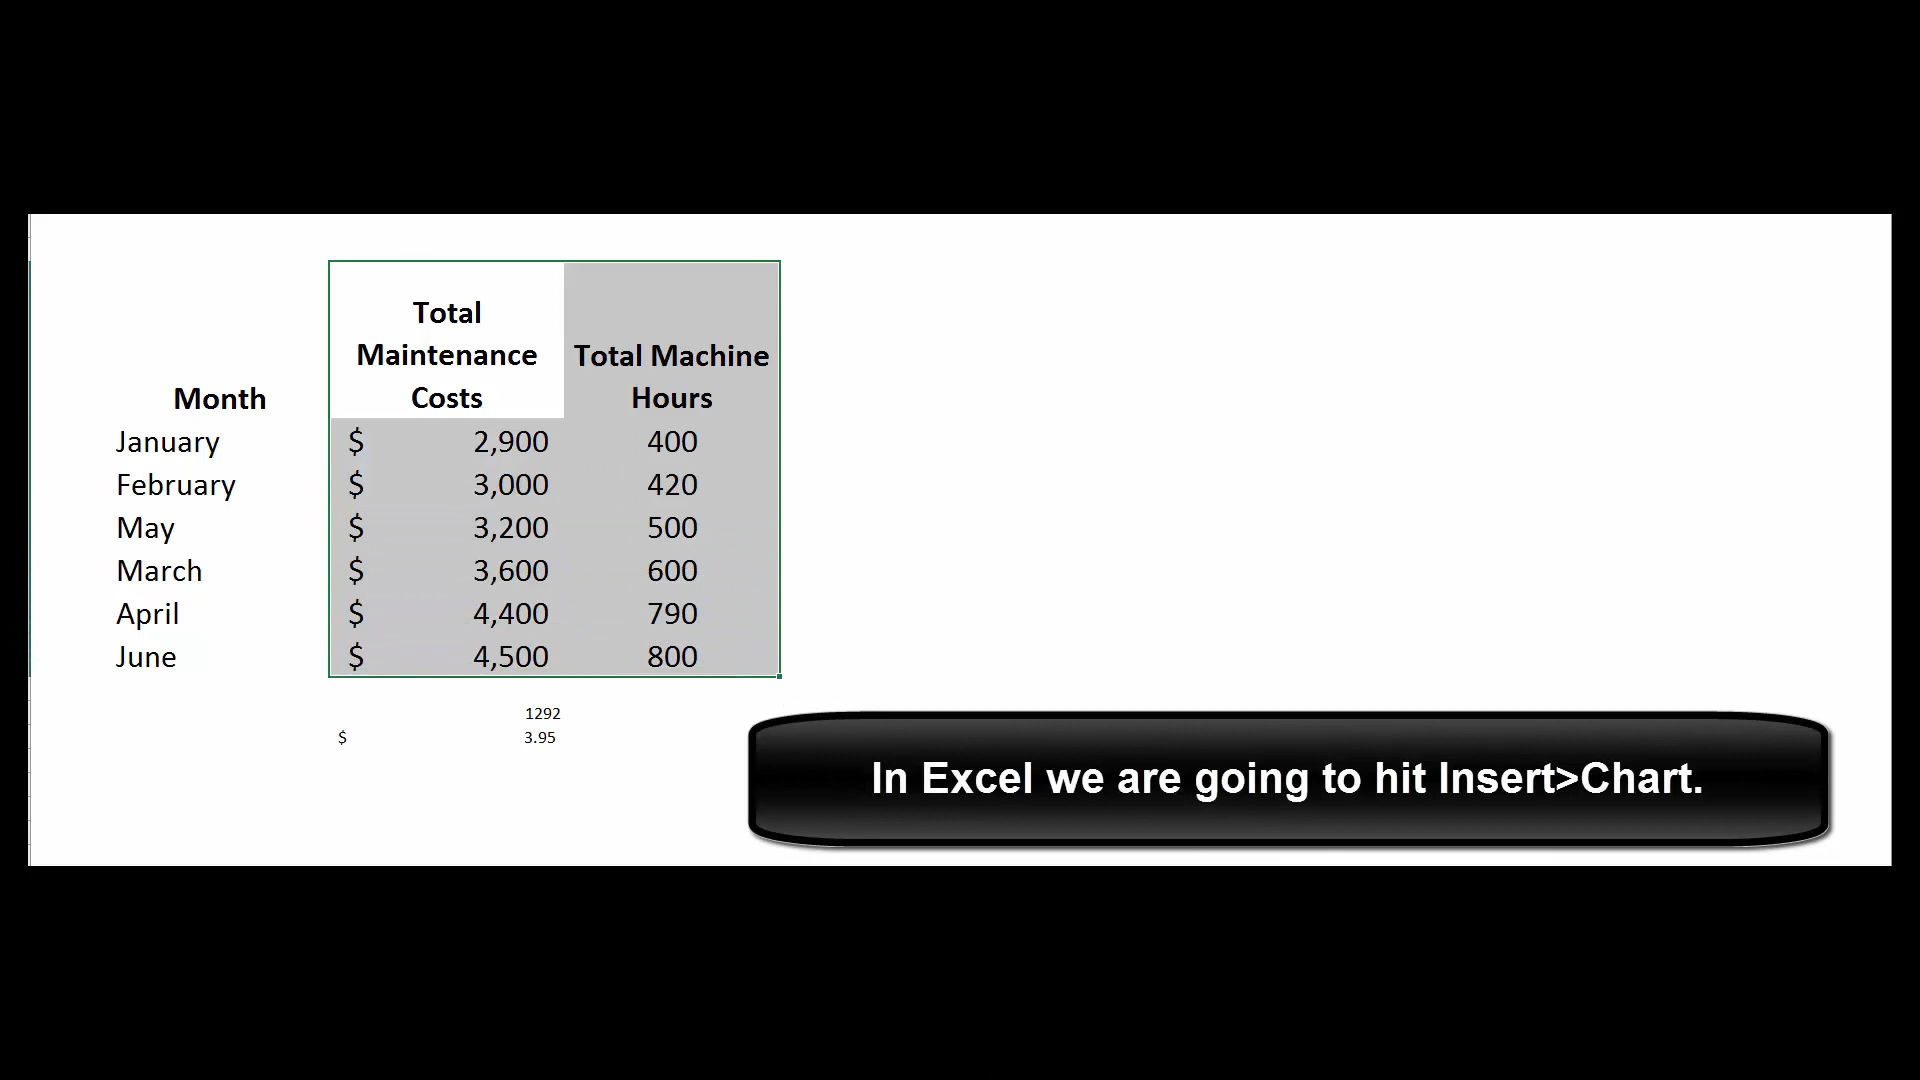 Total
Maintenance Total Machine
Month Costs Hours
January $ 2,900 400
February $ 3,000 420
May $ 3,200 500
March $ 3,600 600
April $ 4,400 790
June $ 4,500 800
1292
$ 3.95
In Excel we are going to hit Insert>Chart.